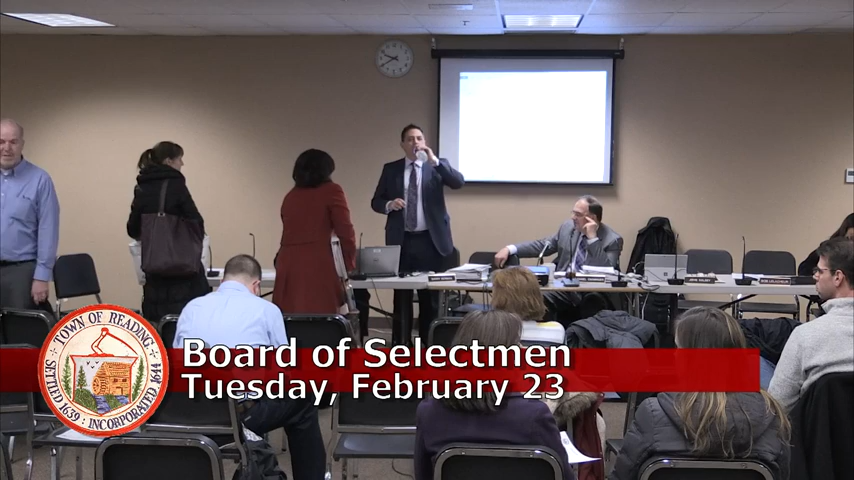 Board of Selectmen
Tuesday, February 23
TOWN OF READING
SETTLED 1639
INCORPORATED 1644